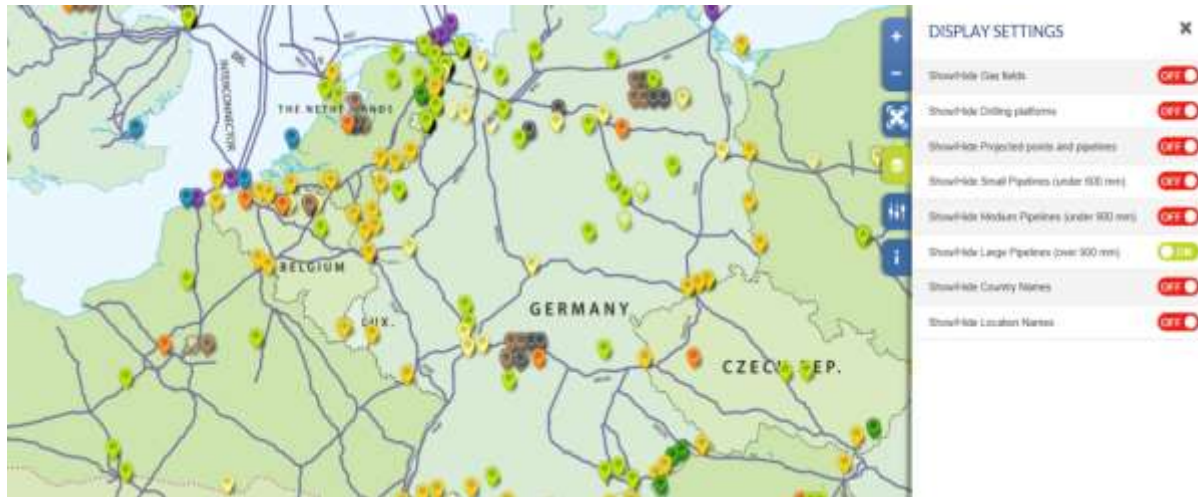 DISPLAY SETTINGS
Show/Hide Gas fields OFF
Show/Hide Drilling platforms OFF
Show/Hide Projected points and pipelines OFF
Show/Hide Small Pipelines (under 600 mm) OFF
Show/Hide Medium Pipelines (under 900 mm) OFF
Show/Hide Large Pipelines (over 900 mm) ON
Show/Hide Country Names OFF
Show/Hide Location Names OFF
INTERCONNECTOR
THE NETHERLANDS
BELGIUM
LUX.
GERMANY
CZECH REP.